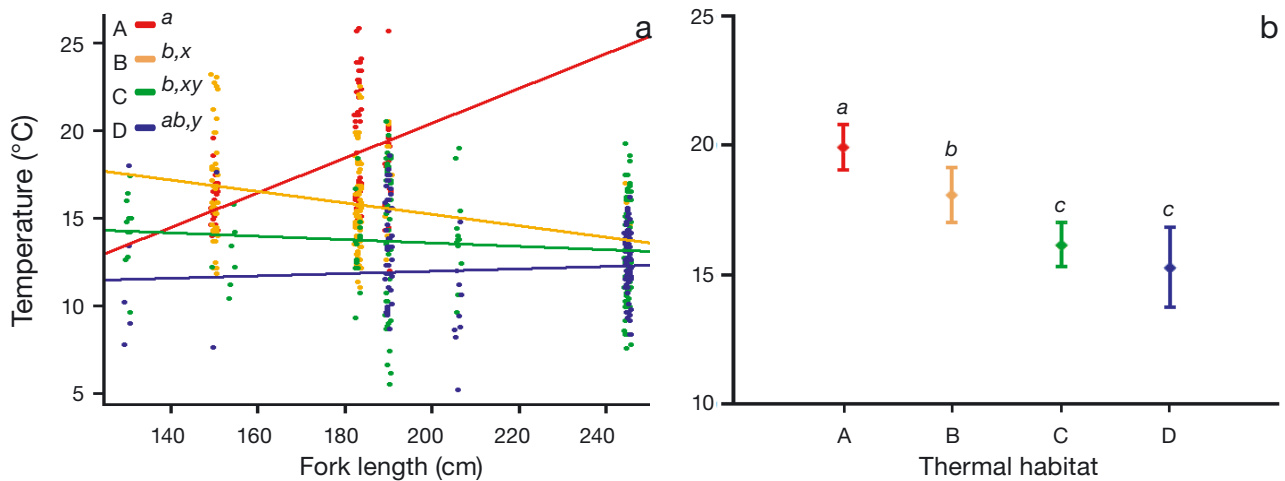 a
A a
B b,x
C b,xy
D ab,y
25
20
15
10
5
Temperature (°C)
140 160 180 200 220 240
Fork length (cm)
b
25
20
15
10
a
b
c
c
A B C D
Thermal habitat